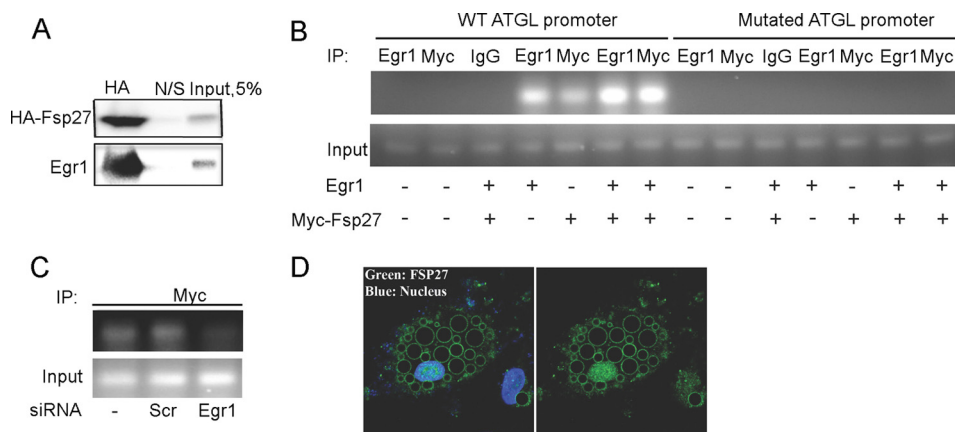 A
HA N/S Input,5%
HA-Fsp27
Egr1
B
WT ATGL promoter Mutated ATGL promoter
IP: Egr1 Myc IgG Egr1 Myc Egr1 Myc Egr1 Myc IgG Egr1 Myc Egr1 Myc
Input
Egr1 - - + + - + + - - + + - + +
Myc-Fsp27 - - + - + + + - - + - + + +
C
IP: Myc
Input
siRNA - Scr Egr1
D
Green: FSP27
Blue: Nucleus